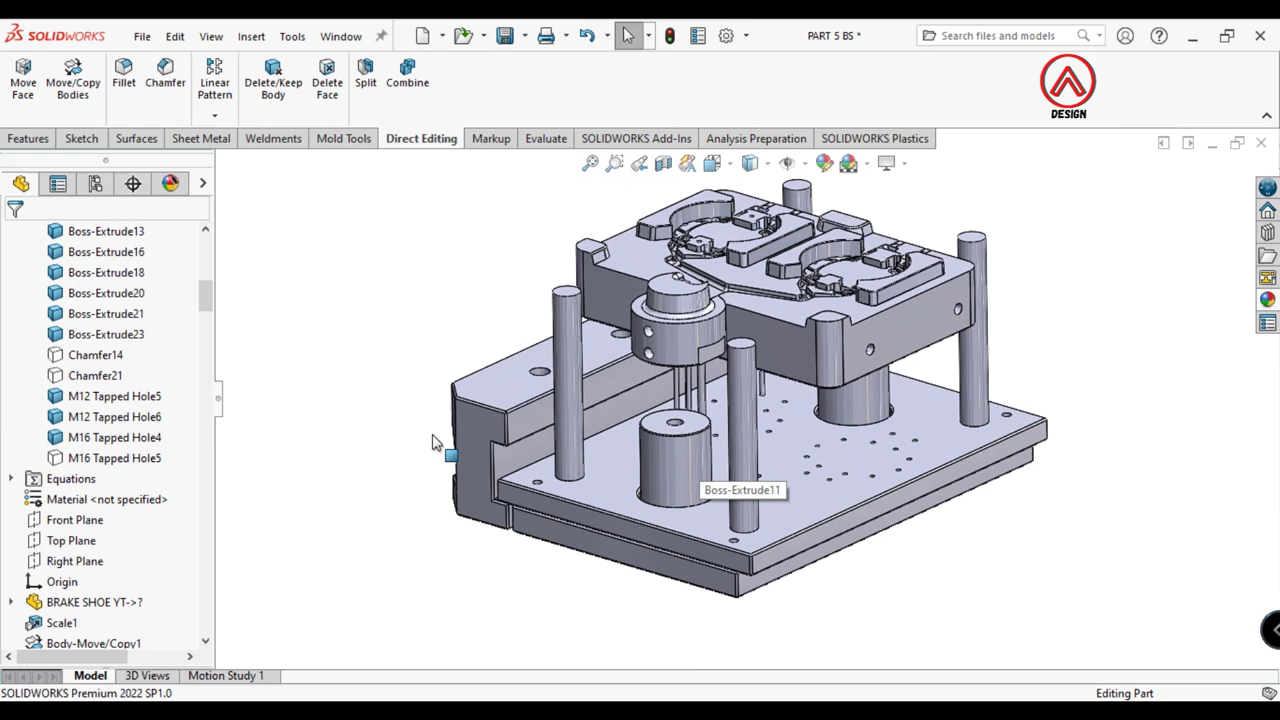 SOLIDWORKS File Edit View Insert Tools Window PART 5 BS * Search files and models
Move Face
Move/Copy Bodies
Fillet
Chamfer
Linear Pattern
Delete/Keep Body
Delete Face
Split
Combine
DESIGN
Features Sketch Surfaces Sheet Metal Weldments Mold Tools Direct Editing Markup Evaluate SOLIDWORKS Add-Ins Analysis Preparation SOLIDWORKS Plastics
Boss-Extrude13
Boss-Extrude16
Boss-Extrude18
Boss-Extrude20
Boss-Extrude21
Boss-Extrude23
Chamfer14
Chamfer21
M12 Tapped Hole5
M12 Tapped Hole6
M16 Tapped Hole4
M16 Tapped Hole5
Equations
Material <not specified>
Front Plane
Top Plane
Right Plane
Origin
BRAKE SHOE YT->?
Scale1
Body-Move/Copy1
Boss-Extrude11
Model 3D Views Motion Study 1
SOLIDWORKS Premium 2022 SP1.0 Editing Part